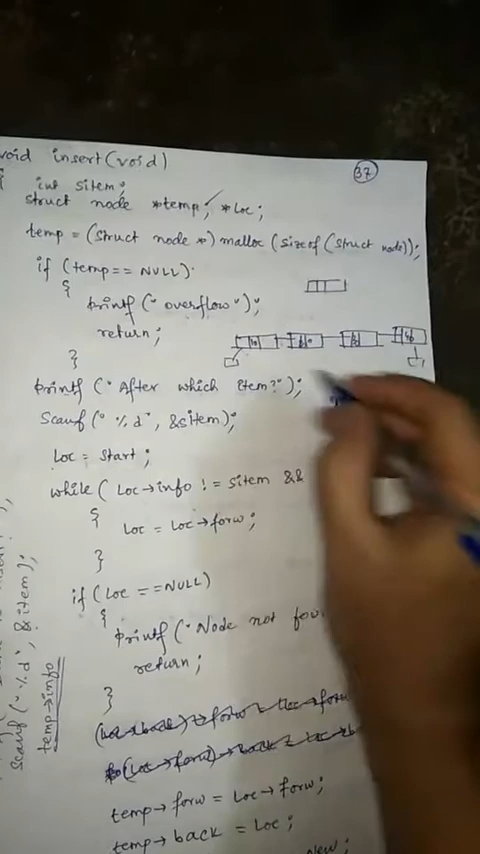 void insert(void)
37
int sitem;
struct node *temp, *Loc;
temp = (struct node *) malloc (sizeof (struct node));
if (temp == NULL)
{
printf (" overflow ");
return;
}
printf (" After which item?");
scanf (" %d", &sitem);
Loc = start;
while ( Loc→info != sitem &&
{
Loc = Loc→forw;
}
if (Loc == NULL)
{
printf (" Node not fou
return;
}
temp→forw = Loc→forw;
temp→back = Loc;
scanf (" %d", &item);
temp→info